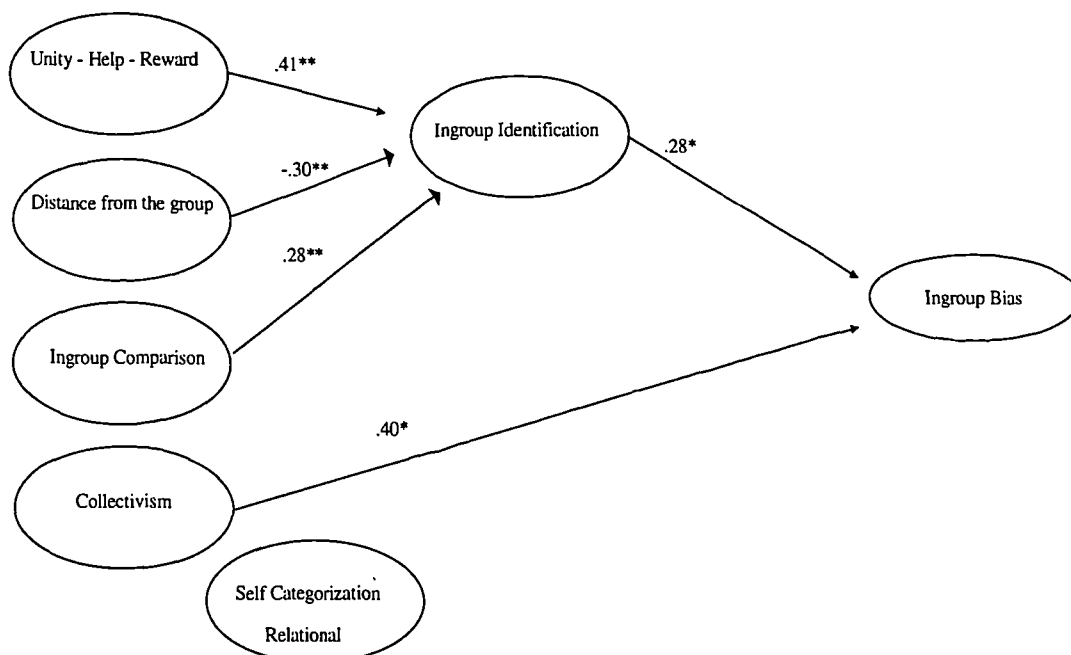 Unity - Help - Reward
.41**
Ingroup Identification
.28*
-.30**
Distance from the group
.28**
Ingroup Bias
Ingroup Comparison
.40*
Collectivism
Self Categorization
Relational